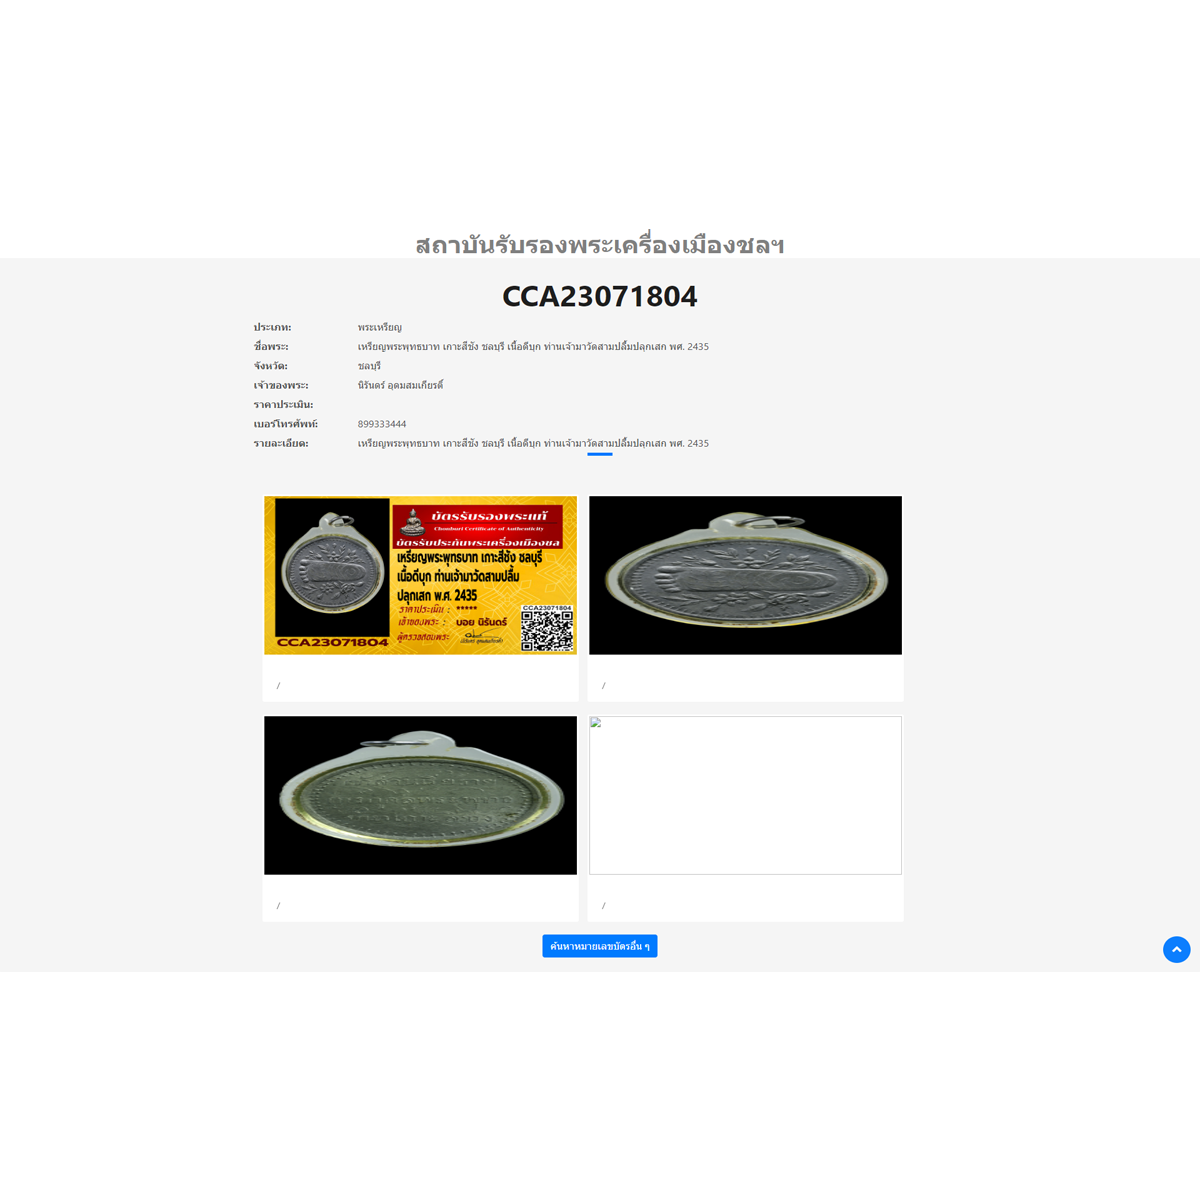 สถาบันรับรองพระเครื่องเมืองชลฯ
CCA23071804
ประเภท: พระเหรียญ
ชื่อพระ: เหรียญพระพุทธบาท เกาะสีชัง ชลบุรี เนื้อดีบุก ท่านเจ้ามาวัดสามปลื้มปลุกเสก พศ. 2435
จังหวัด: ชลบุรี
เจ้าของพระ: นิรันดร์ อุดมสมเกียรติ์
ราคาประเมิน:
เบอร์โทรศัพท์: 899333444
รายละเอียด: เหรียญพระพุทธบาท เกาะสีชัง ชลบุรี เนื้อดีบุก ท่านเจ้ามาวัดสามปลื้มปลุกเสก พศ. 2435
บัตรรับรองพระแท้
Chonburi Certificate of Authenticity
บัตรรับประกันพระเครื่องเมืองชล
เหรียญพระพุทธบาท เกาะสีชัง ชลบุรี
เนื้อดีบุก ท่านเจ้ามาวัดสามปลื้ม
ปลุกเสก พ.ศ. 2435
ราคาประเมิน : *****
เจ้าของพระ : บอย นิรันดร์
ผู้ตรวจสอบพระ
CCA23071804
CCA23071804
/
/
/
/
ค้นหาหมายเลขบัตรอื่น ๆ